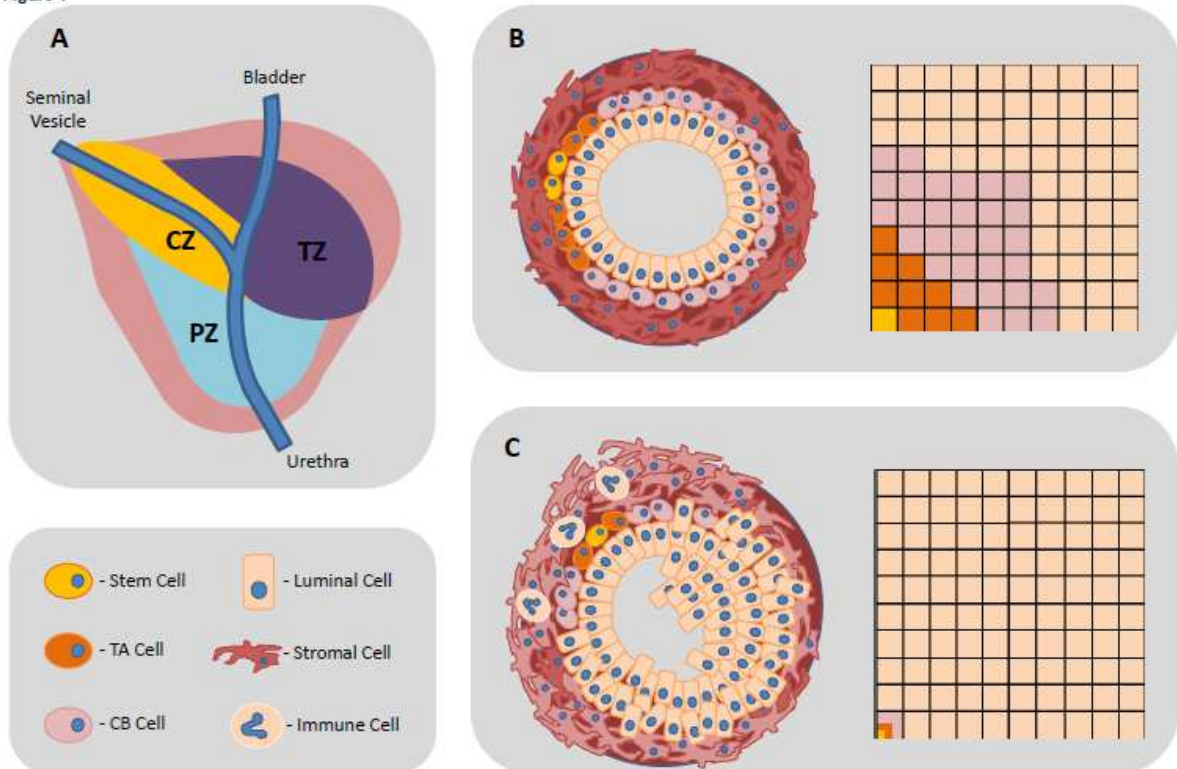 A
Bladder
Seminal
Vesicle
CZ
TZ
PZ
Urethra
B
C
- Stem Cell
- Luminal Cell
- TA Cell
- Stromal Cell
- CB Cell
- Immune Cell